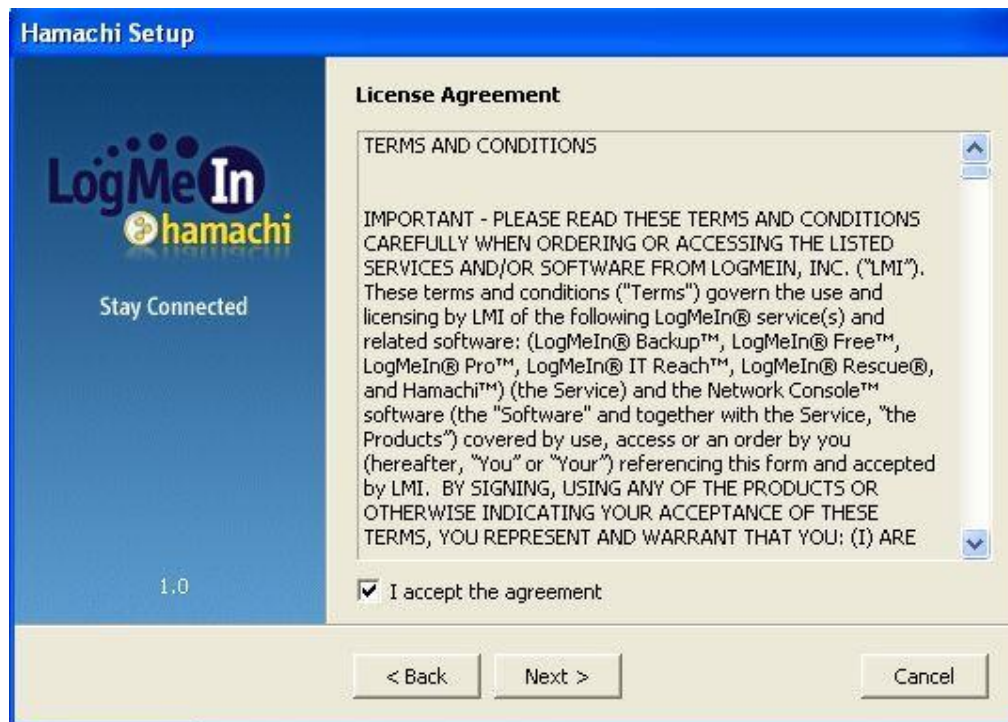 Hamachi Setup
LogMeIn
hamachi
Stay Connected
1.0
License Agreement
TERMS AND CONDITIONS
IMPORTANT - PLEASE READ THESE TERMS AND CONDITIONS
CAREFULLY WHEN ORDERING OR ACCESSING THE LISTED
SERVICES AND/OR SOFTWARE FROM LOGMEIN, INC. ("LMI").
These terms and conditions ("Terms") govern the use and
licensing by LMI of the following LogMeIn® service(s) and
related software: (LogMeIn® Backup™, LogMeIn® Free™,
LogMeIn® Pro™, LogMeIn® IT Reach™, LogMeIn® Rescue®,
and Hamachi™) (the Service) and the Network Console™
software (the "Software" and together with the Service, "the
Products") covered by use, access or an order by you
(hereafter, "You" or "Your") referencing this form and accepted
by LMI.  BY SIGNING, USING ANY OF THE PRODUCTS OR
OTHERWISE INDICATING YOUR ACCEPTANCE OF THESE
TERMS, YOU REPRESENT AND WARRANT THAT YOU: (I) ARE
I accept the agreement
< Back
Next >
Cancel